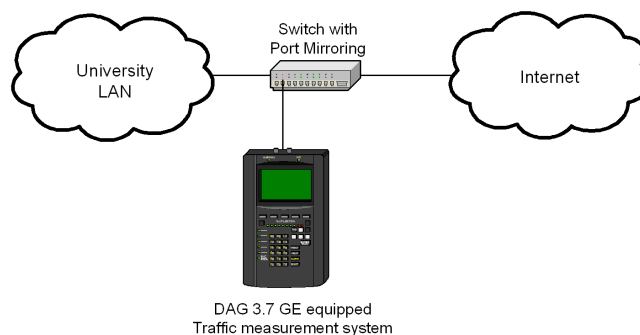 Switch with
Port Mirroring
University
LAN
Internet
DAG 3.7 GE equipped
Traffic measurement system